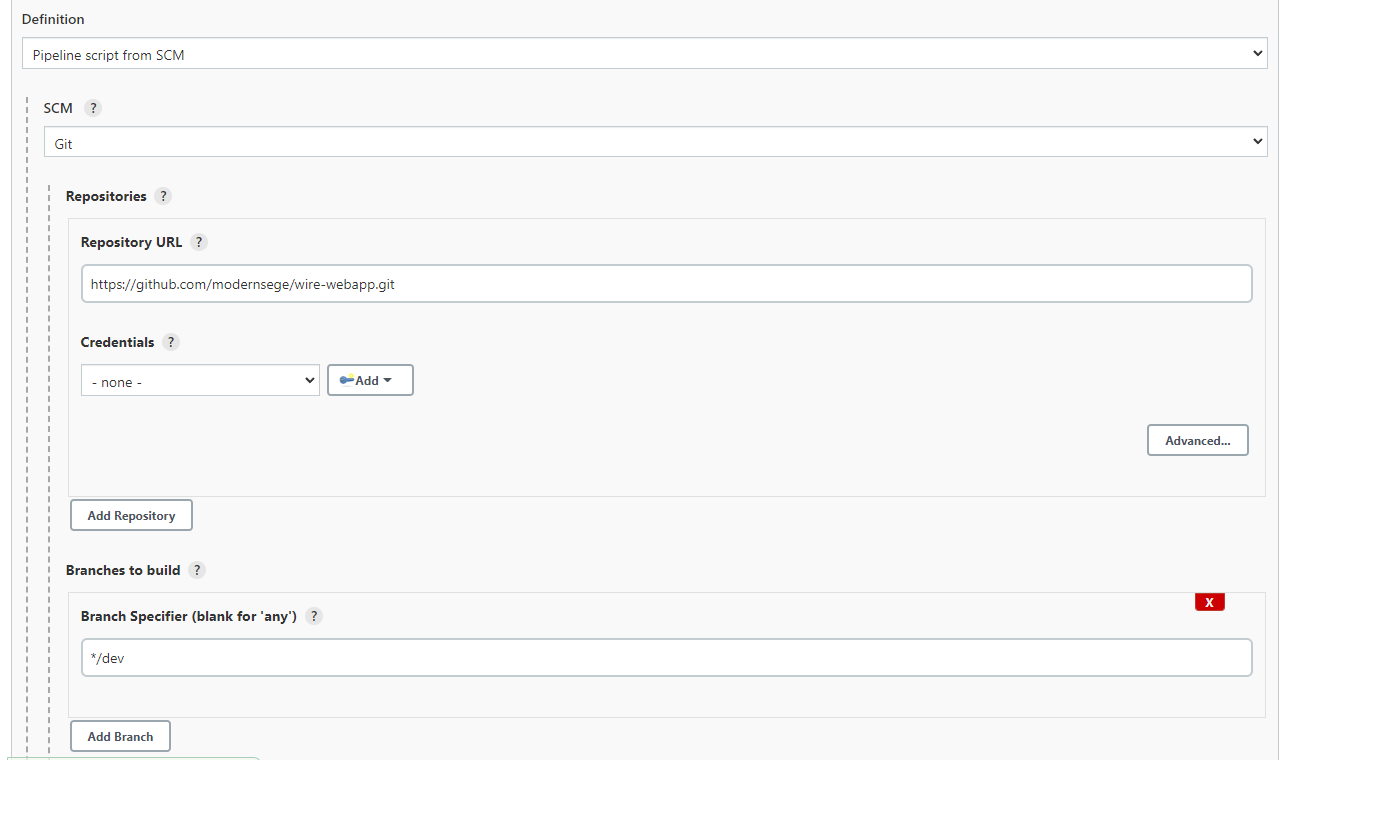 Definition
Pipeline script from SCM
SCM ?
Git
Repositories ?
Repository URL ?
https://github.com/modernsege/wire-webapp.git
Credentials ?
- none -
Add
Advanced...
Add Repository
Branches to build ?
X
Branch Specifier (blank for 'any') ?
*/dev
Add Branch